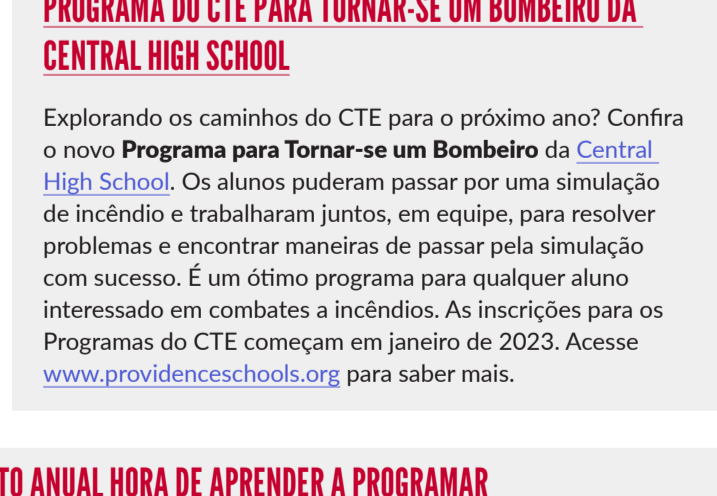 PROGRAMA DO CTE PARA TORNAR-SE UM BOMBEIRO DA
CENTRAL HIGH SCHOOL
Explorando os caminhos do CTE para o próximo ano? Confira
o novo Programa para Tornar-se um Bombeiro da Central
High School. Os alunos puderam passar por uma simulação
de incêndio e trabalharam juntos, em equipe, para resolver
problemas e encontrar maneiras de passar pela simulação
com sucesso. É um ótimo programa para qualquer aluno
interessado em combates a incêndios. As inscrições para os
Programas do CTE começam em janeiro de 2023. Acesse
www.providenceschools.org para saber mais.
TO ANUAL HORA DE APRENDER A PROGRAMAR